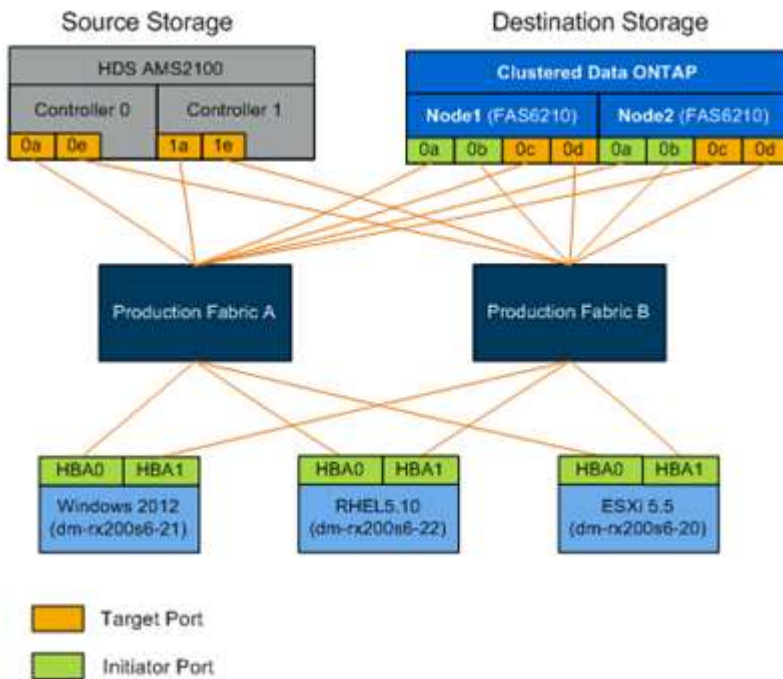 Source Storage
Destination Storage
HDS AMS2100
Controller 0
Controller 1
0a 0e 1a 1e
Clustered Data ONTAP
Node1 (FAS6210)
Node2 (FAS6210)
0a 0b 0c 0d 0a 0b 0c 0d
Production Fabric A
Production Fabric B
HBA0 HBA1
Windows 2012
(dm-rx200s6-21)
HBA0 HBA1
RHEL5.10
(dm-rx200s6-22)
HBA0 HBA1
ESXi 5.5
(dm-rx200s6-20)
Target Port
Initiator Port